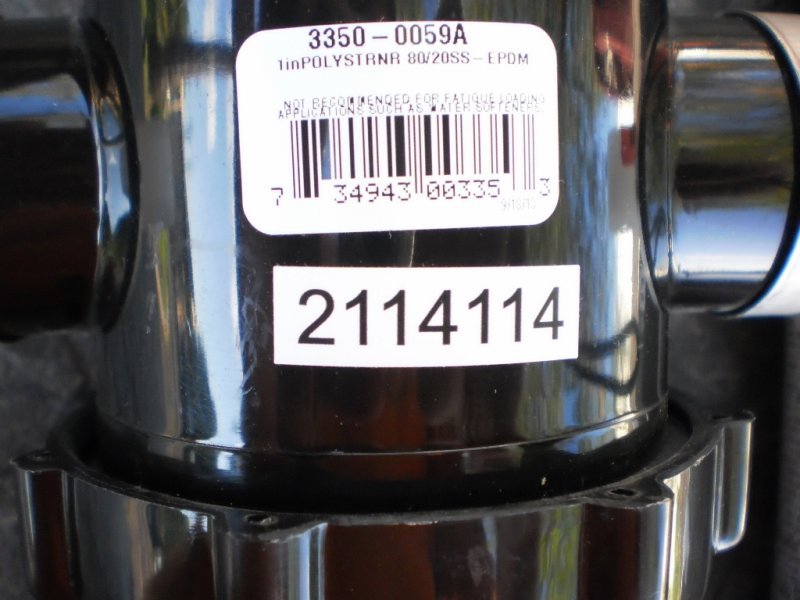 3350-0059A
1inPOLYSTRNR 80/20SS-EPDM
NOT RECOMMENDED FOR FATIGUE LOADING
APPLICATIONS SUCH AS WATER SOFTENERS.
7 34943 00335 3
2114114